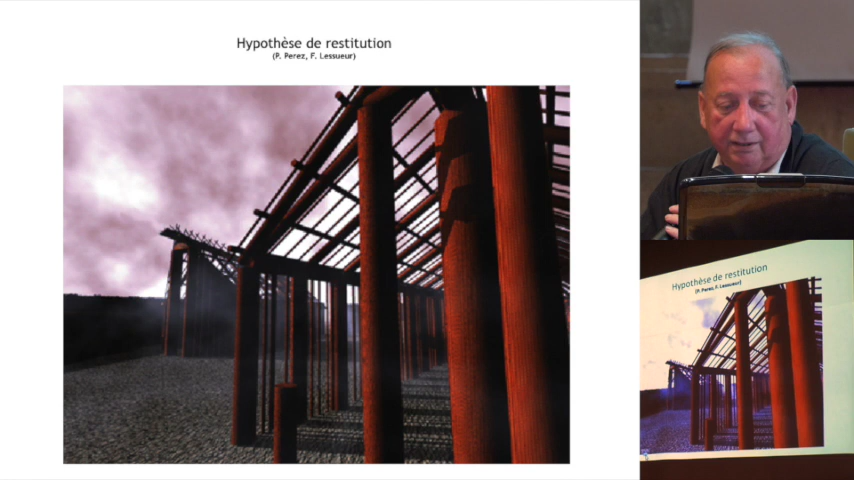 Hypothèse de restitution
(P. Perez, F. Lessueur)
Hypothèse de restitution
(P. Perez, F. Lessueur)